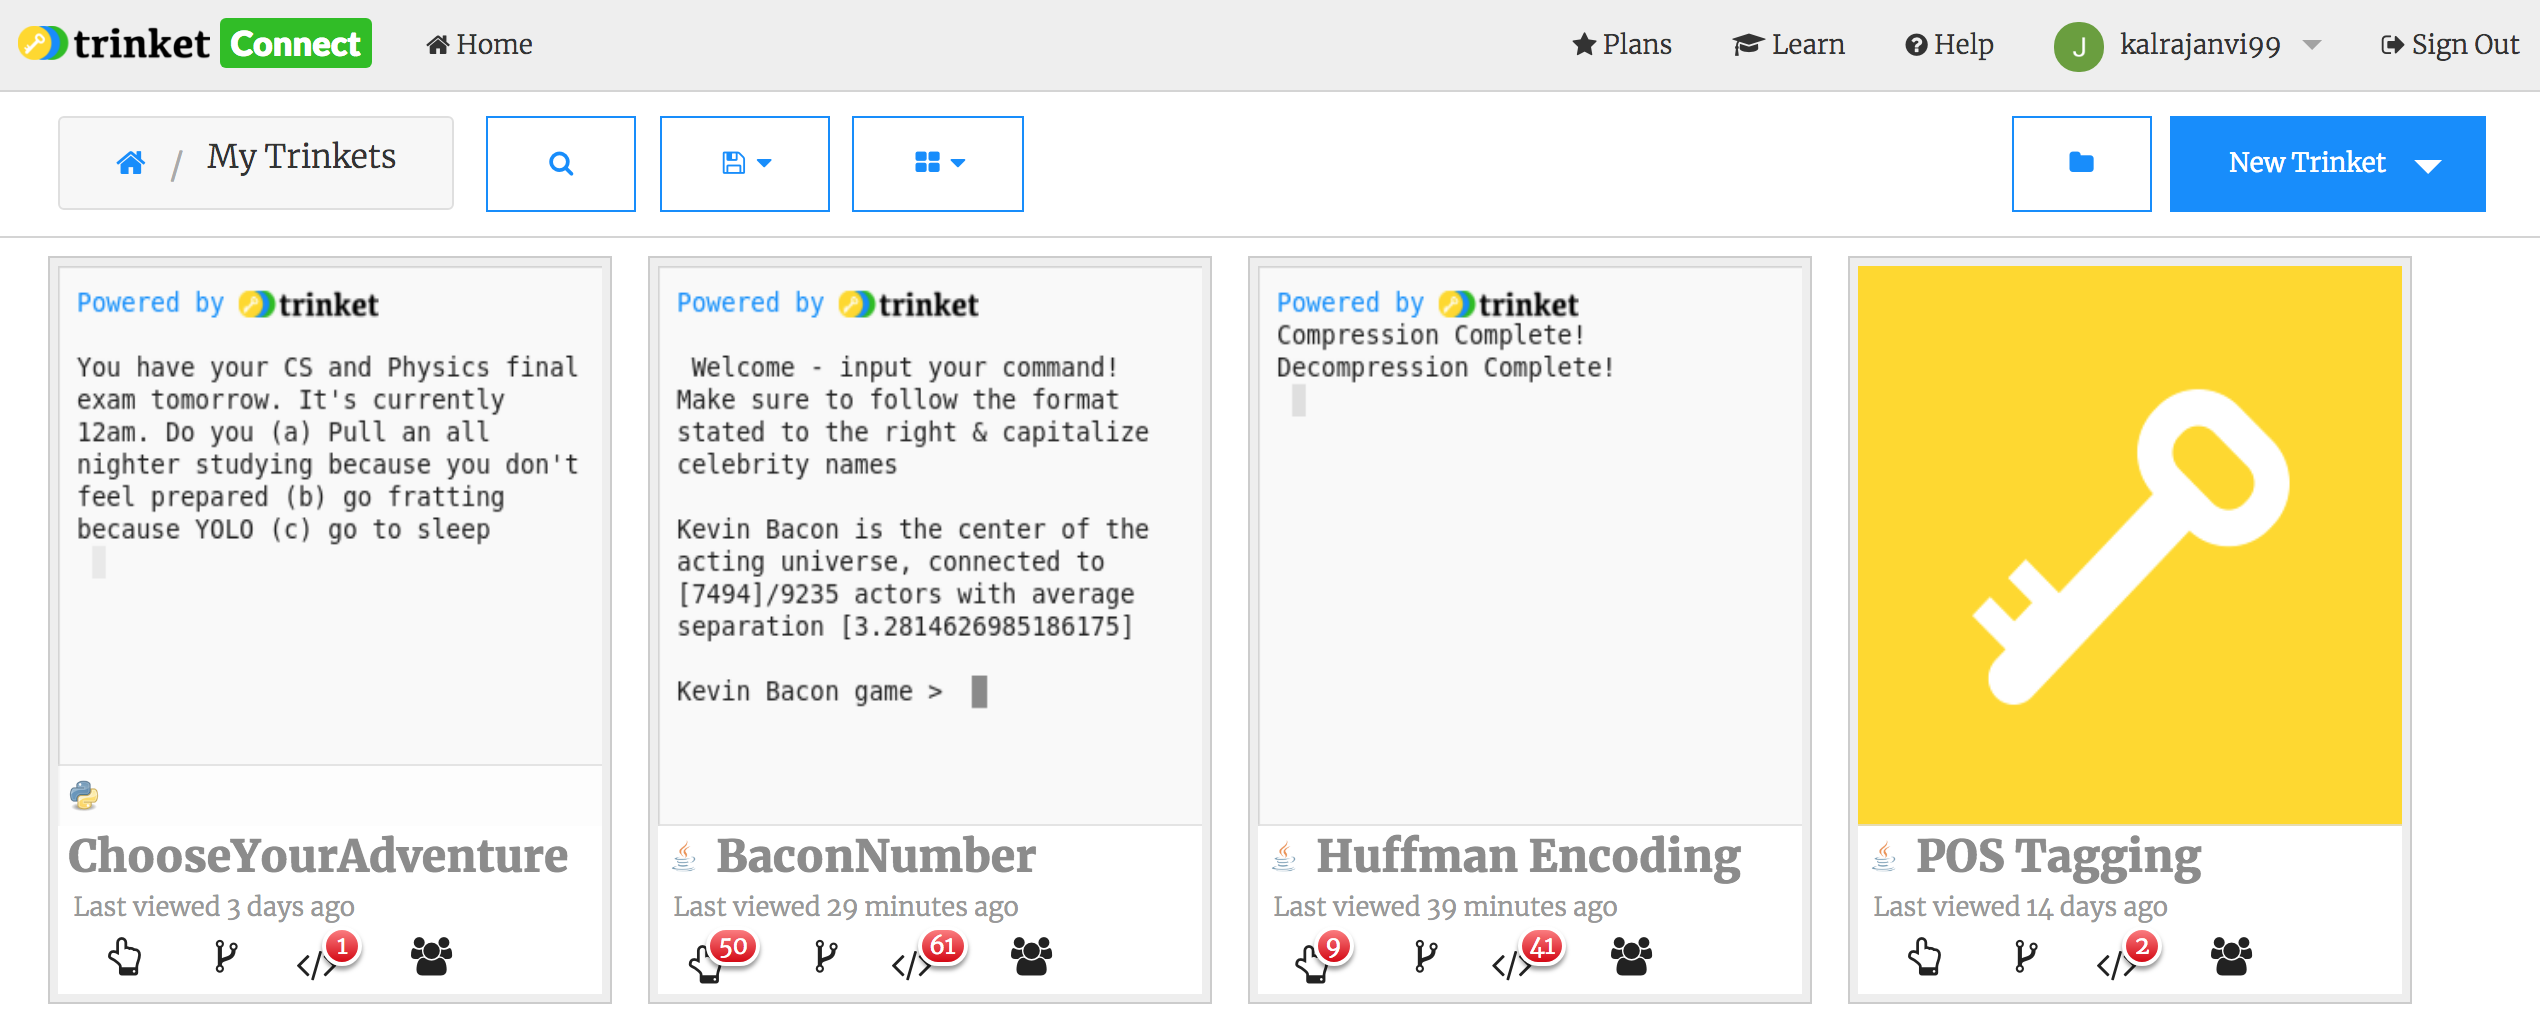 trinket Connect Home Plans Learn Help J kalrajanvi99 Sign Out
/ My Trinkets New Trinket
Powered by trinket
You have your CS and Physics final
exam tomorrow. It's currently
12am. Do you (a) Pull an all
nighter studying because you don't
feel prepared (b) go fratting
because YOLO (c) go to sleep
ChooseYourAdventure
Last viewed 3 days ago
1
Powered by trinket
Welcome - input your command!
Make sure to follow the format
stated to the right & capitalize
celebrity names
Kevin Bacon is the center of the
acting universe, connected to
[7494]/9235 actors with average
separation [3.2814626985186175]
Kevin Bacon game >
BaconNumber
Last viewed 29 minutes ago
50 </> 61
Powered by trinket
Compression Complete!
Decompression Complete!
Huffman Encoding
Last viewed 39 minutes ago
9 </> 41
POS Tagging
Last viewed 14 days ago
</> 2